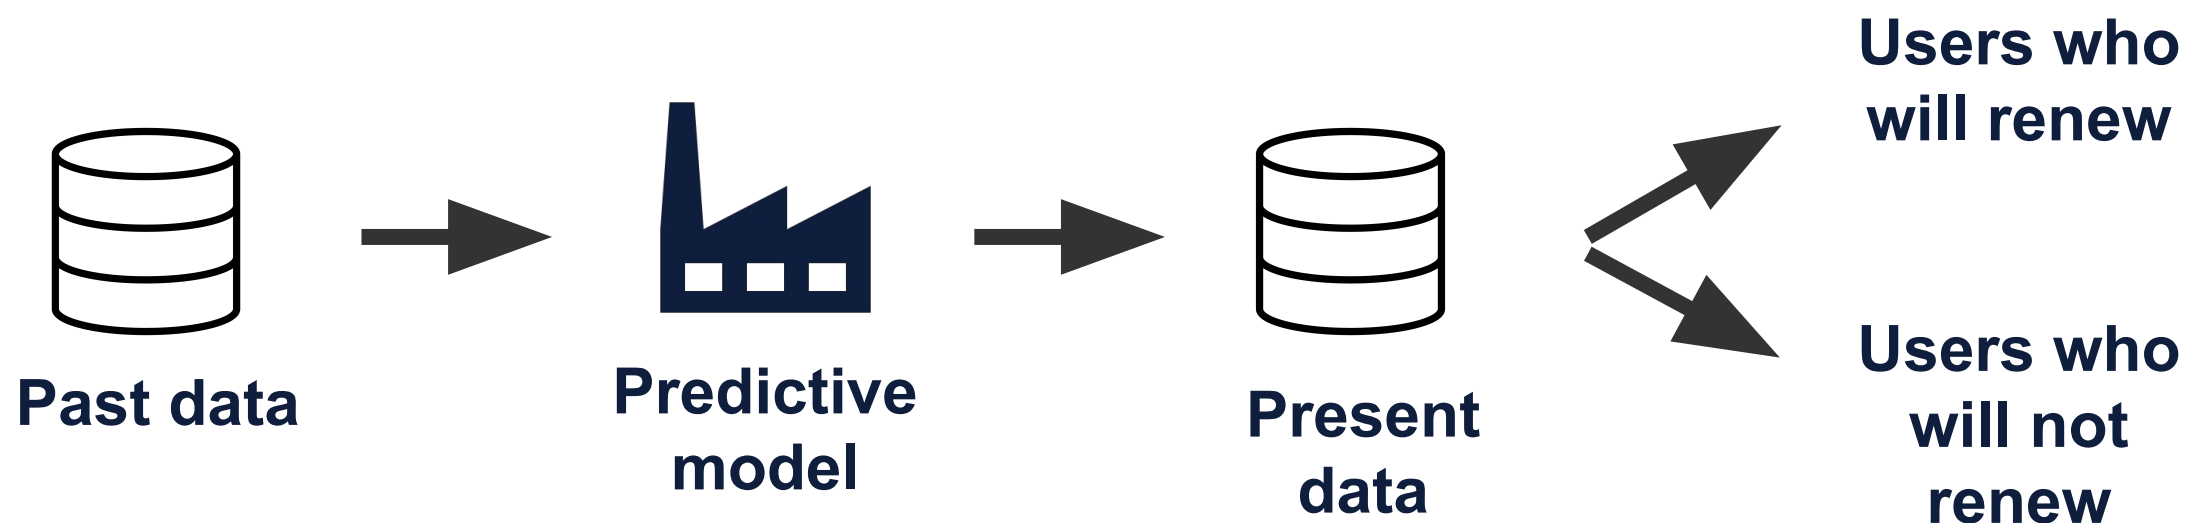 Past data
Predictive
model
Present
data
Users who
will renew
Users who
will not
renew